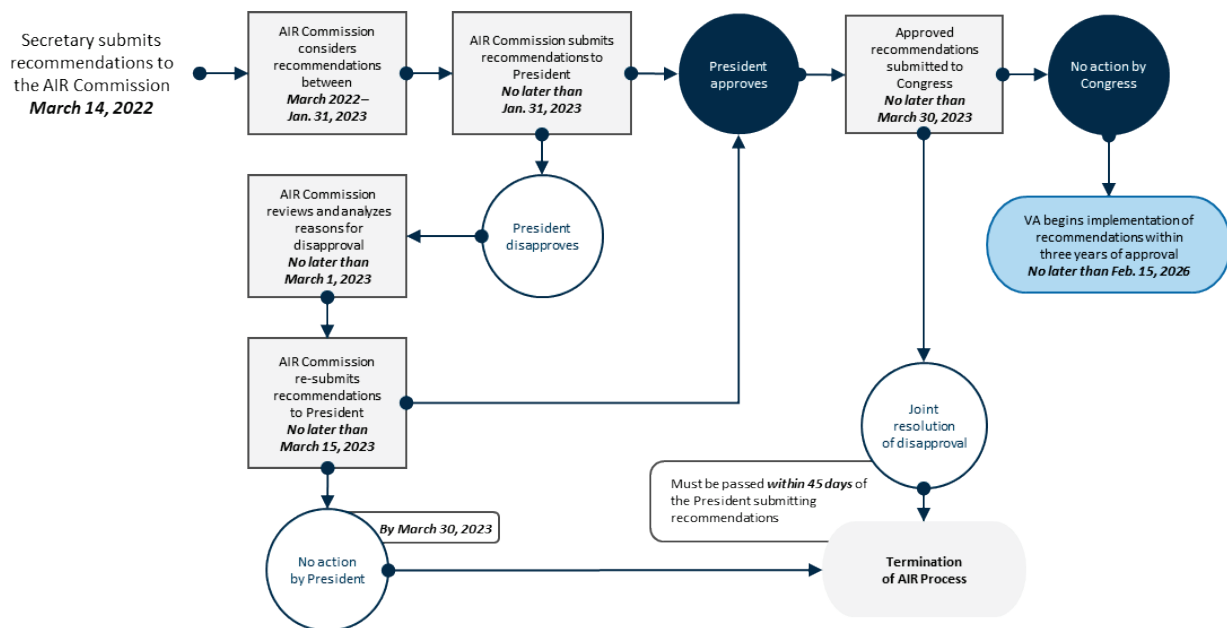 Secretary submits
recommendations to
the AIR Commission
March 14, 2022
AIR Commission
considers
recommendations
between
March 2022–
Jan. 31, 2023
AIR Commission submits
recommendations to
President
No later than
Jan. 31, 2023
President
approves
Approved
recommendations
submitted to
Congress
No later than
March 30, 2023
No action by
Congress
AIR Commission
reviews and analyzes
reasons for
disapproval
No later than
March 1, 2023
President
disapproves
VA begins implementation of
recommendations within
three years of approval
No later than Feb. 15, 2026
AIR Commission
re-submits
recommendations
to President
No later than
March 15, 2023
Joint
resolution
of disapproval
Must be passed within 45 days of
the President submitting
recommendations
By March 30, 2023
No action
by President
Termination
of AIR Process